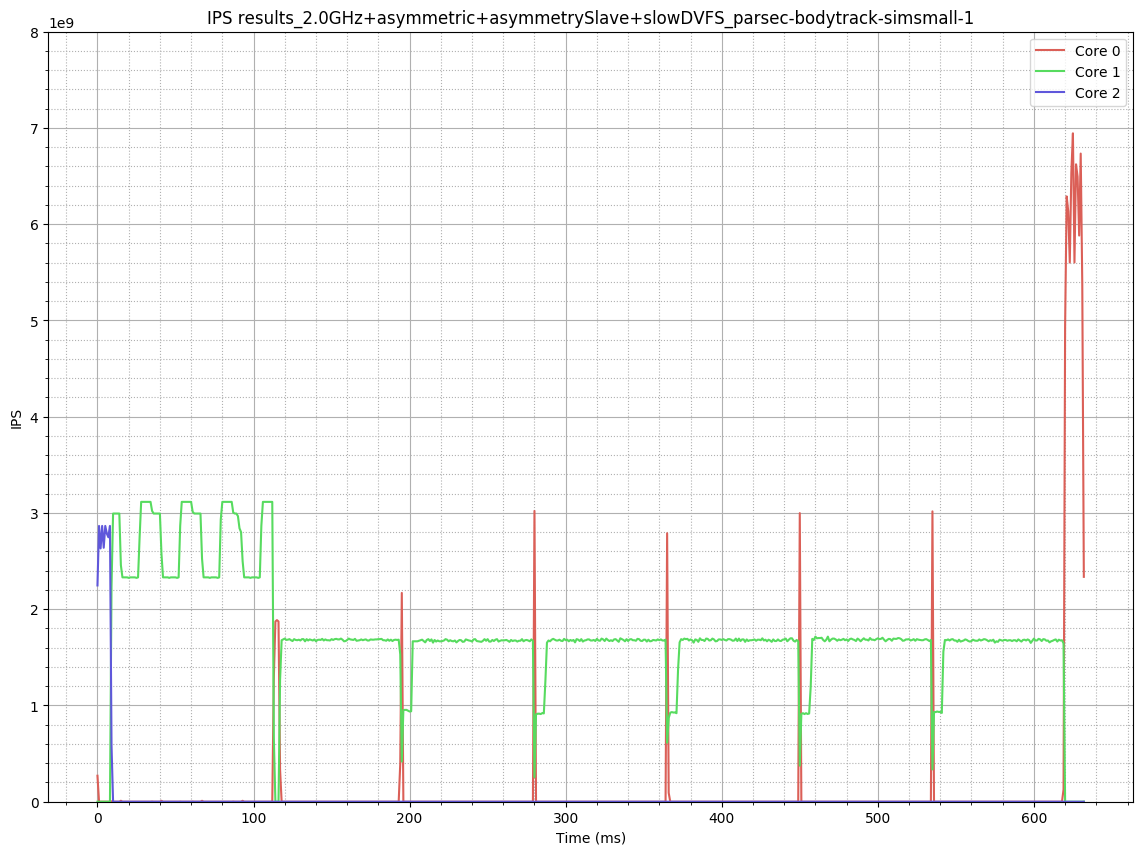 IPS results_2.0GHz+asymmetric+asymmetrySlave+slowDVFS_parsec-bodytrack-simsmall-1
1e9
8
7
6
5
4
3
2
1
0
IPS
Core 0
Core 1
Core 2
0 100 200 300 400 500 600
Time (ms)